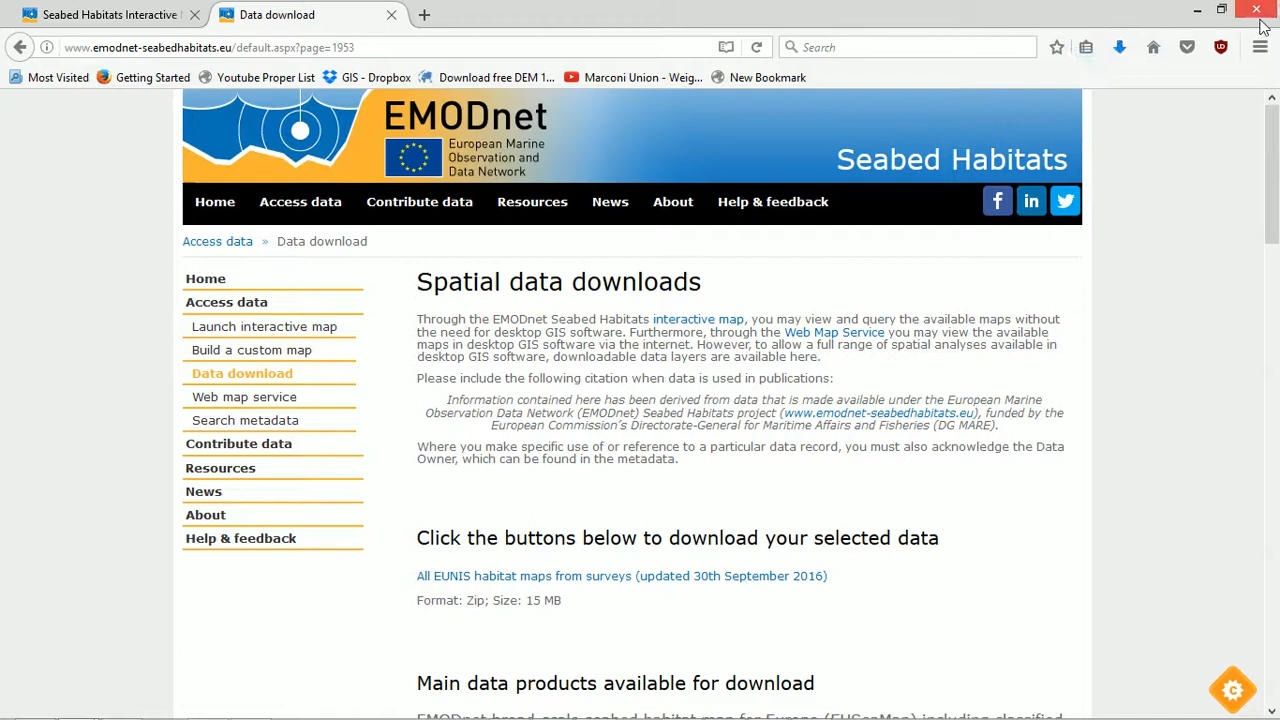 Seabed Habitats Interactive
Data download
www.emodnet-seabedhabitats.eu/default.aspx?page=1953
Search
Most Visited
Getting Started
Youtube Proper List
GIS - Dropbox
Download free DEM 1...
Marconi Union - Weig...
New Bookmark
EMODnet
European Marine
Observation and
Data Network
Seabed Habitats
Home
Access data
Contribute data
Resources
News
About
Help & feedback
Access data » Data download
Home
Access data
Launch interactive map
Build a custom map
Data download
Web map service
Search metadata
Contribute data
Resources
News
About
Help & feedback
Spatial data downloads
Through the EMODnet Seabed Habitats interactive map, you may view and query the available maps without
the need for desktop GIS software. Furthermore, through the Web Map Service you may view the available
maps in desktop GIS software via the internet. However, to allow a full range of spatial analyses available in
desktop GIS software, downloadable data layers are available here.
Please include the following citation when data is used in publications:
Information contained here has been derived from data that is made available under the European Marine
Observation Data Network (EMODnet) Seabed Habitats project (www.emodnet-seabedhabitats.eu), funded by the
European Commission's Directorate-General for Maritime Affairs and Fisheries (DG MARE).
Where you make specific use of or reference to a particular data record, you must also acknowledge the Data
Owner, which can be found in the metadata.
Click the buttons below to download your selected data
All EUNIS habitat maps from surveys (updated 30th September 2016)
Format: Zip; Size: 15 MB
Main data products available for download
EMODnet broad-scale seabed habitat map for Europe (EUSeaMap) including classified